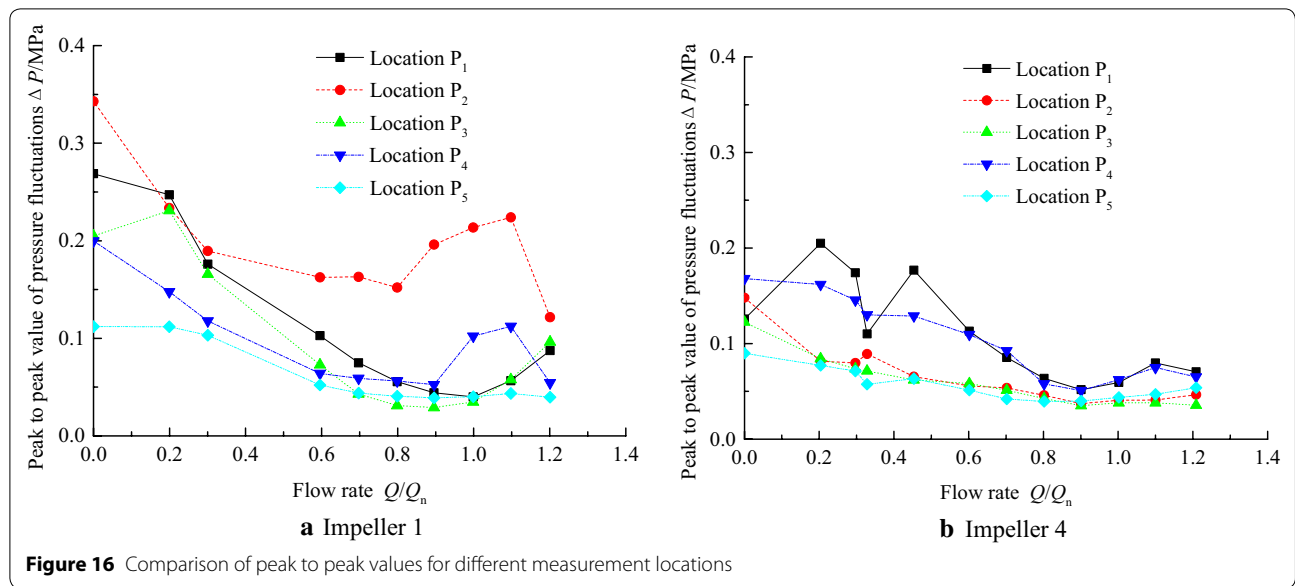 Peak to peak value of pressure fluctuations Δ P/MPa
0.4
0.3
0.2
0.1
0.0
Location P₁
Location P₂
Location P₃
Location P₄
Location P₅
0.0 0.2 0.4 0.6 0.8 1.0 1.2 1.4
Flow rate Q/Qₙ
a Impeller 1
Peak to peak value of pressure fluctuations Δ P/MPa
0.4
0.3
0.2
0.1
0.0
Location P₁
Location P₂
Location P₃
Location P₄
Location P₅
0.0 0.2 0.4 0.6 0.8 1.0 1.2 1.4
Flow rate Q/Qₙ
b Impeller 4
Figure 16 Comparison of peak to peak values for different measurement locations